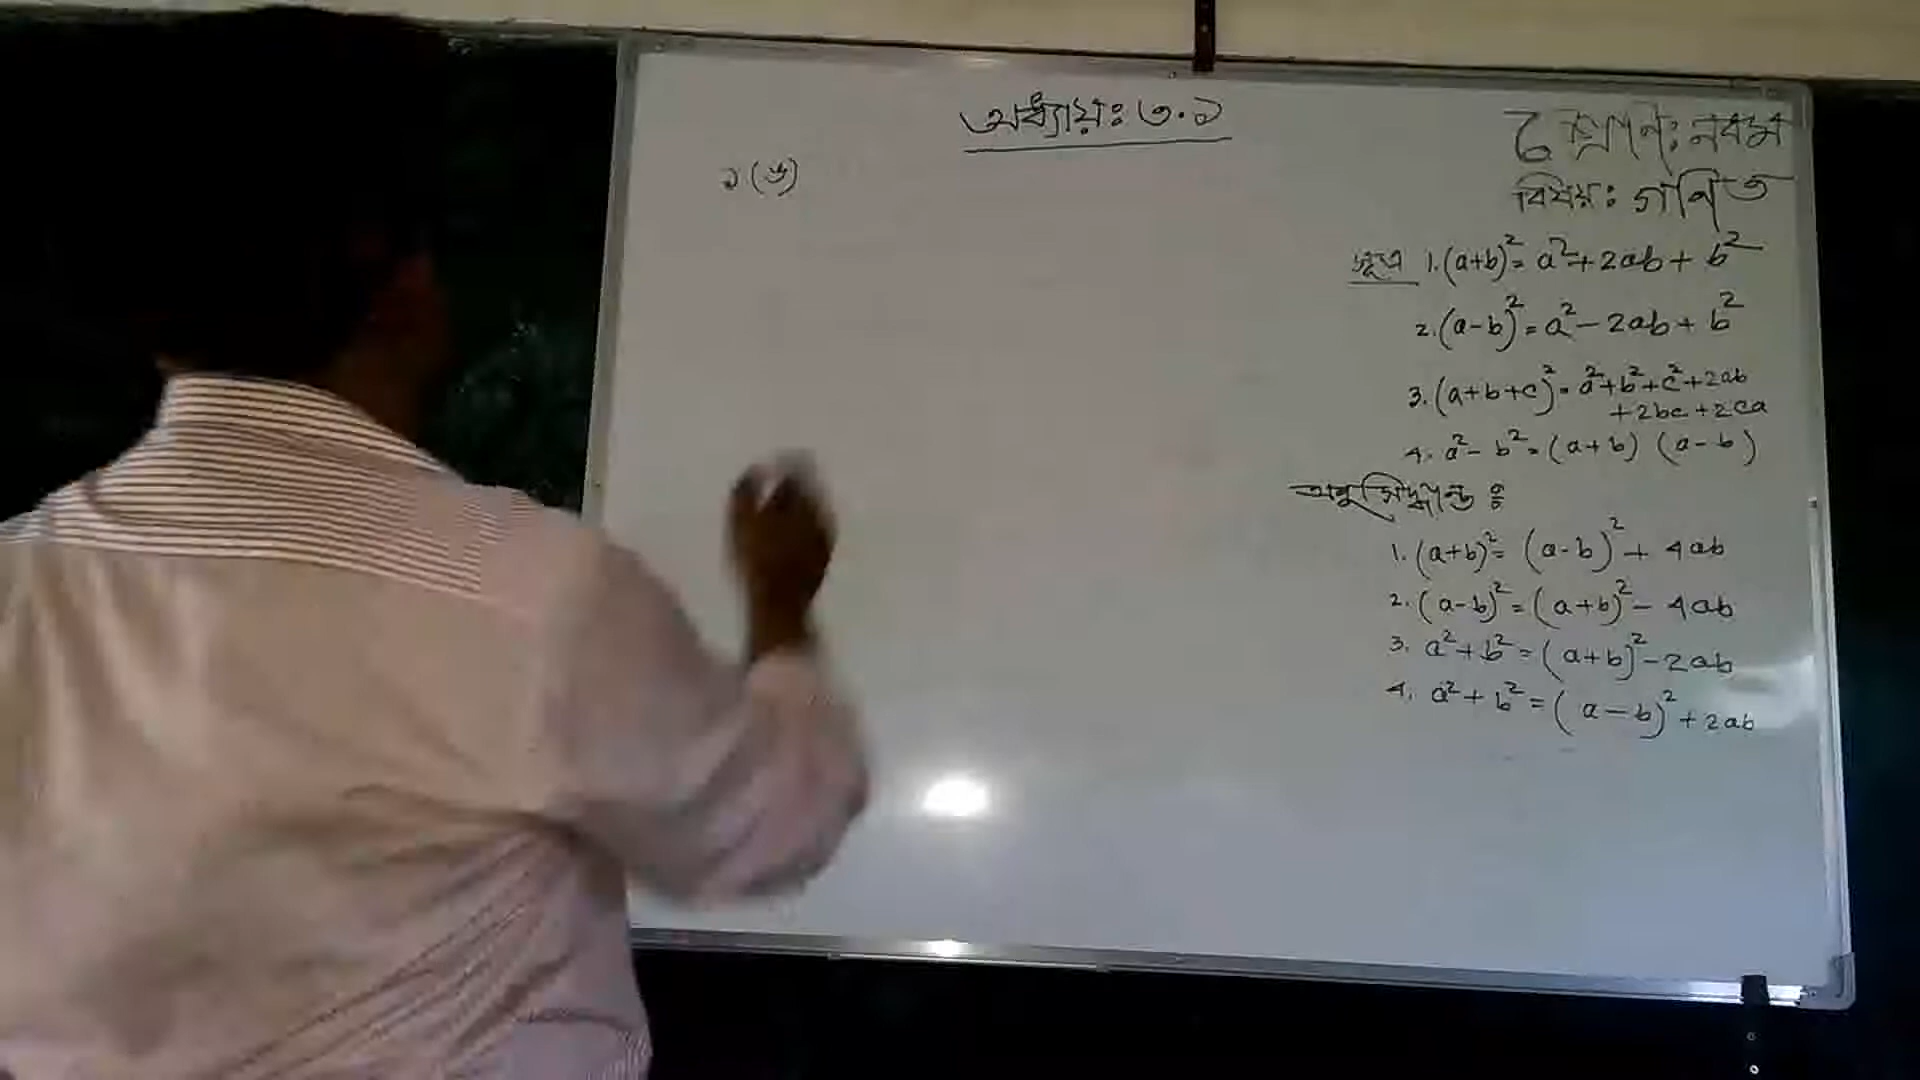 অধ্যায়ঃ ৩.১
১(ঙ)
শ্রেণিঃ নবম
বিষয়ঃ গণিত
সূত্র 1. (a+b)² = a² + 2ab + b²
2. (a-b)² = a² - 2ab + b²
3. (a+b+c)² = a²+b²+c²+2ab
+2bc+2ca
4. a² - b² = (a+b) (a-b)
অনুসিদ্ধান্ত ঃ
1. (a+b)² = (a-b)² + 4ab
2. (a-b)² = (a+b)² - 4ab
3. a² + b² = (a+b)² - 2ab
4. a² + b² = (a-b)² + 2ab